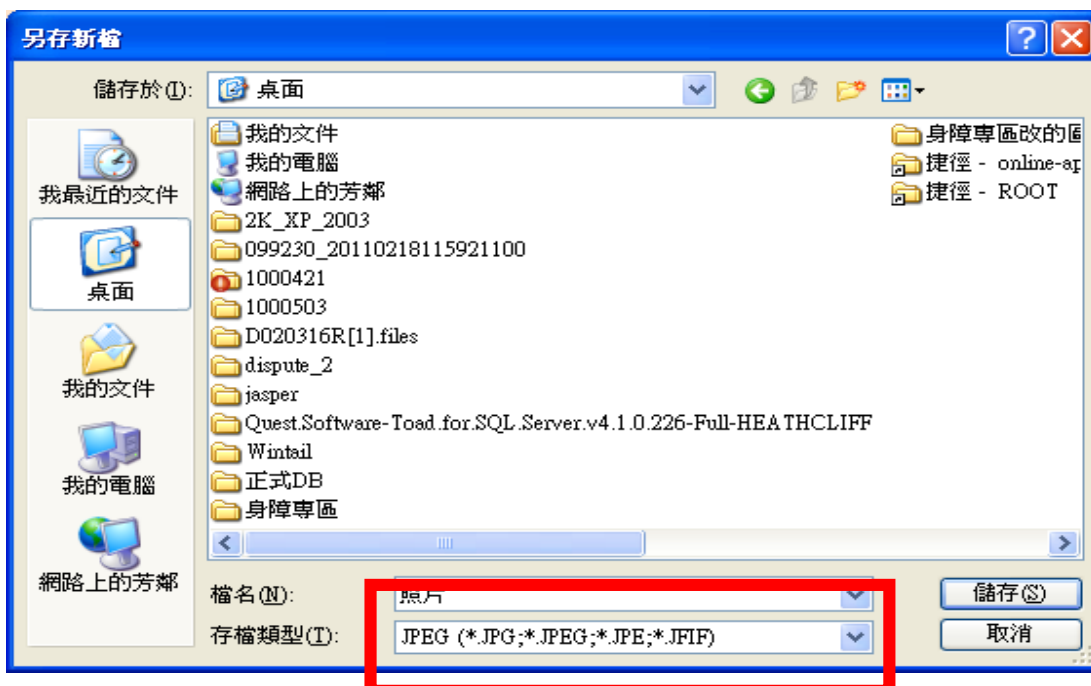 另存新檔
儲存於(I):
桌面
我最近的文件
桌面
我的文件
我的電腦
網路上的芳鄰
我的文件
我的電腦
網路上的芳鄰
2K_XP_2003
099230_20110218115921100
1000421
1000503
D020316R[1].files
dispute_2
jasper
Quest.Software-Toad.for.SQL.Server.v4.1.0.226-Full-HEATHCLIFF
Wintail
正式DB
身障專區
身障專區改的
捷徑 - online-ap
捷徑 - ROOT
檔名(N):
照片
儲存(S)
存檔類型(T):
JPEG (*.JPG;*.JPEG;*.JPE;*.JFIF)
取消